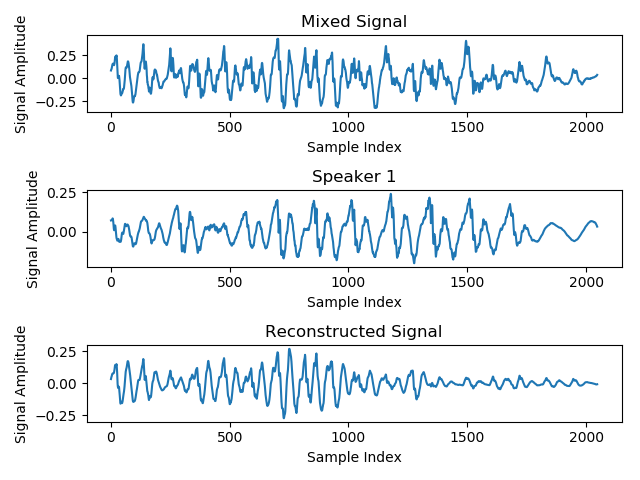 Mixed Signal
Signal Amplitude
0.25
0.00
−0.25
0 500 1000 1500 2000
Sample Index
Speaker 1
Signal Amplitude
0.25
0.00
0 500 1000 1500 2000
Sample Index
Reconstructed Signal
Signal Amplitude
0.25
0.00
−0.25
0 500 1000 1500 2000
Sample Index